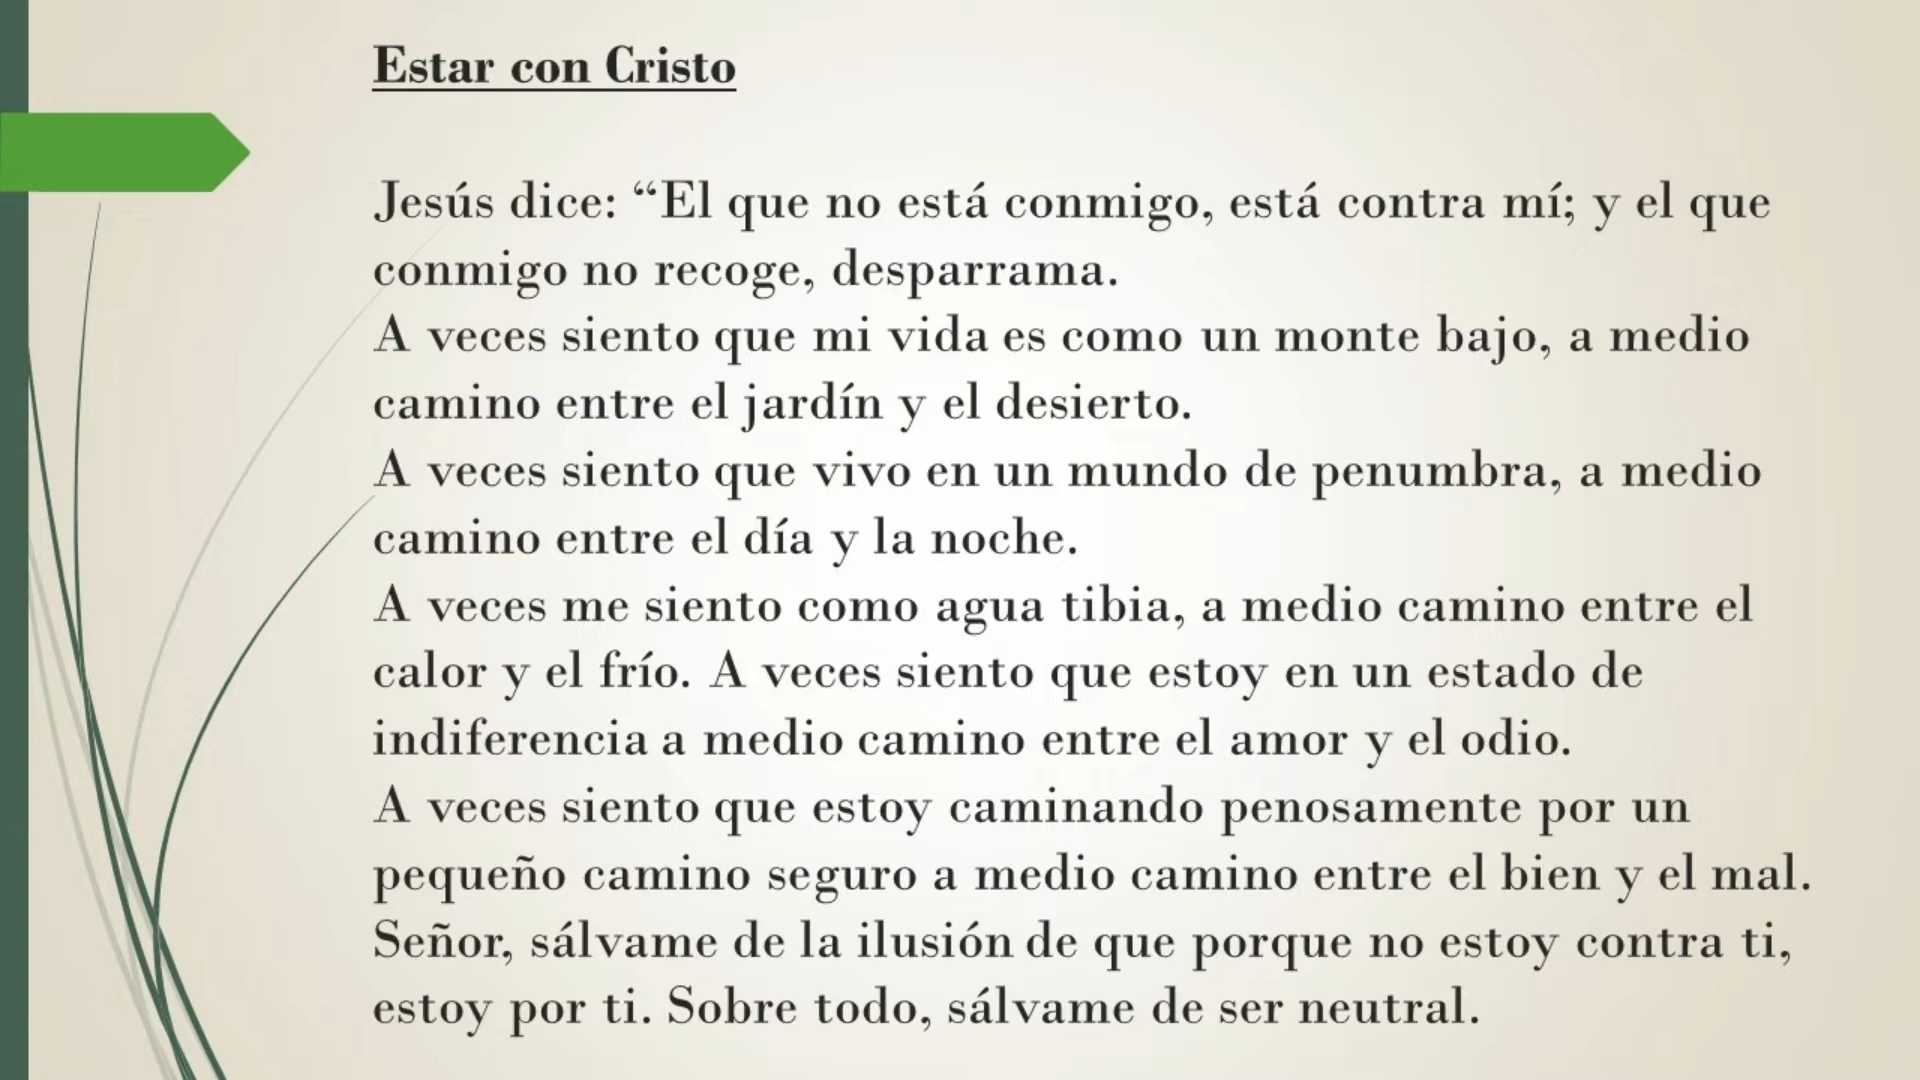 Estar con Cristo
Jesús dice: “El que no está conmigo, está contra mí; y el que
conmigo no recoge, desparrama.
A veces siento que mi vida es como un monte bajo, a medio
camino entre el jardín y el desierto.
A veces siento que vivo en un mundo de penumbra, a medio
camino entre el día y la noche.
A veces me siento como agua tibia, a medio camino entre el
calor y el frío. A veces siento que estoy en un estado de
indiferencia a medio camino entre el amor y el odio.
A veces siento que estoy caminando penosamente por un
pequeño camino seguro a medio camino entre el bien y el mal.
Señor, sálvame de la ilusión de que porque no estoy contra ti,
estoy por ti. Sobre todo, sálvame de ser neutral.